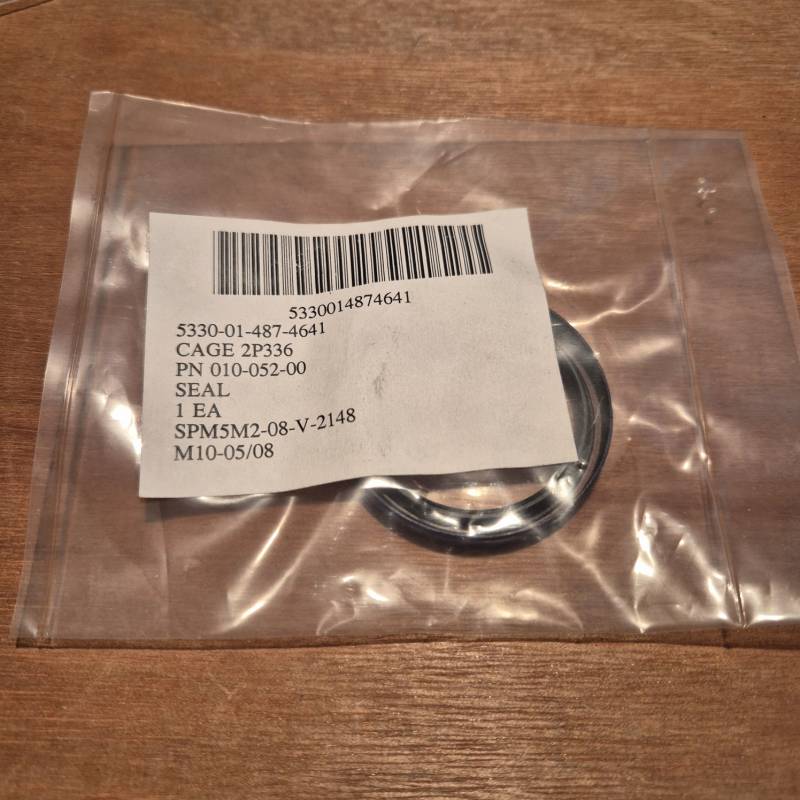 5330014874641
5330-01-487-4641
CAGE 2P336
PN 010-052-00
SEAL
1 EA
SPM5M2-08-V-2148
M10-05/08